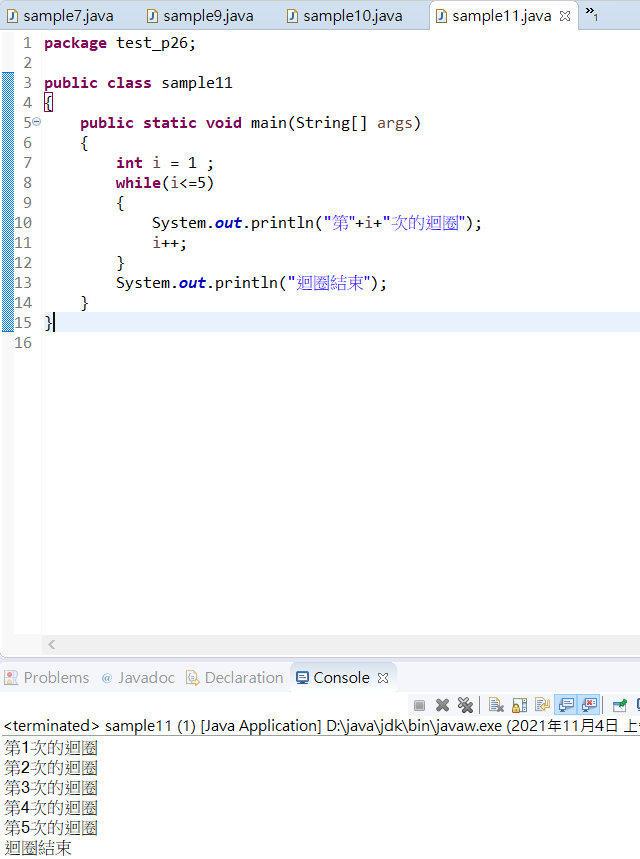 sample7.java sample9.java sample10.java sample11.java »1
1 package test_p26;
2
3 public class sample11
4 {
5 public static void main(String[] args)
6 {
7 int i = 1 ;
8 while(i<=5)
9 {
10 System.out.println("第"+i+"次的迴圈");
11 i++;
12 }
13 System.out.println("迴圈結束");
14 }
15 }
16
Problems @ Javadoc Declaration Console
<terminated> sample11 (1) [Java Application] D:\java\jdk\bin\javaw.exe (2021年11月4日 上
第1次的迴圈
第2次的迴圈
第3次的迴圈
第4次的迴圈
第5次的迴圈
迴圈結束